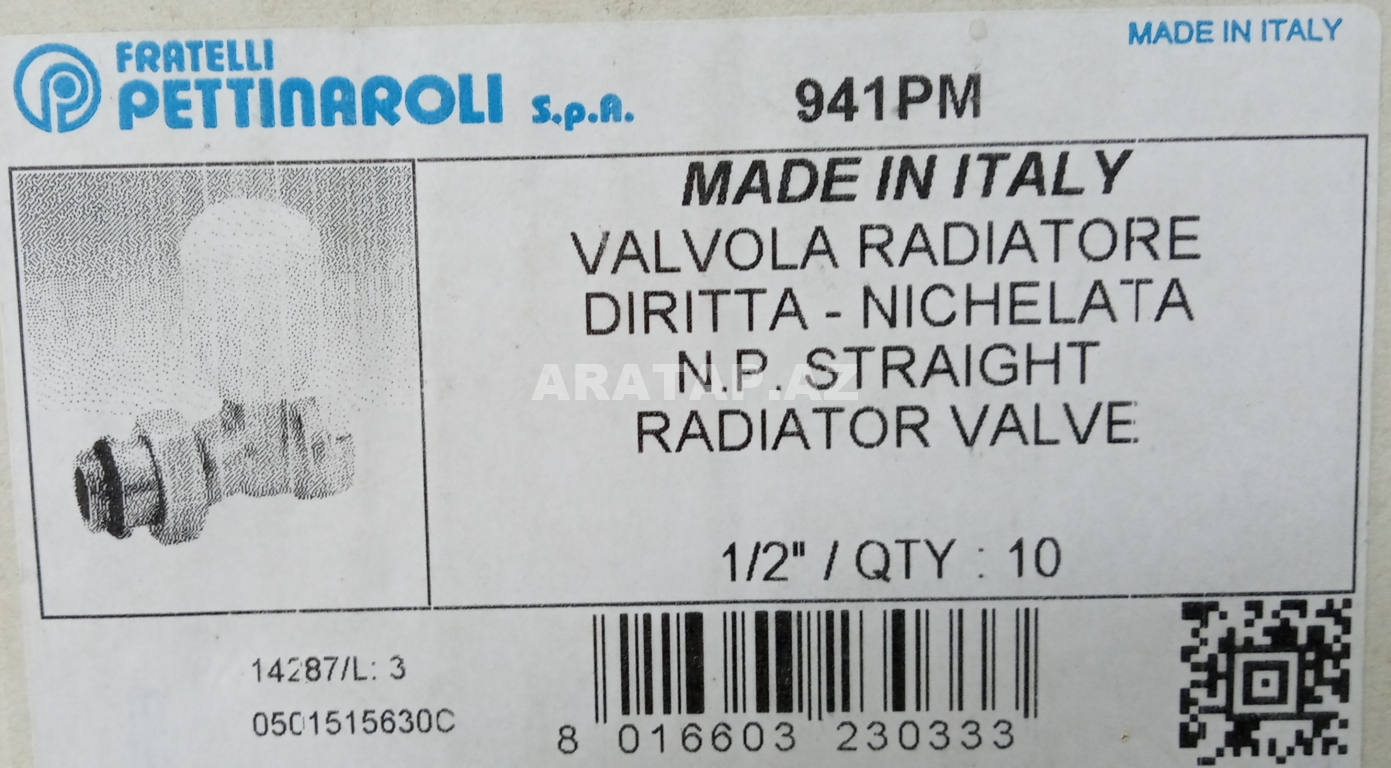 MADE IN ITALY
FRATELLI
PETTINAROLI S.p.A.
941PM
MADE IN ITALY
VALVOLA RADIATORE
DIRITTA - NICHELATA
N.P. STRAIGHT
ARATAP.AZ
RADIATOR VALVE
1/2" / QTY : 10
14287/L: 3
0501515630C
8 016603 230333